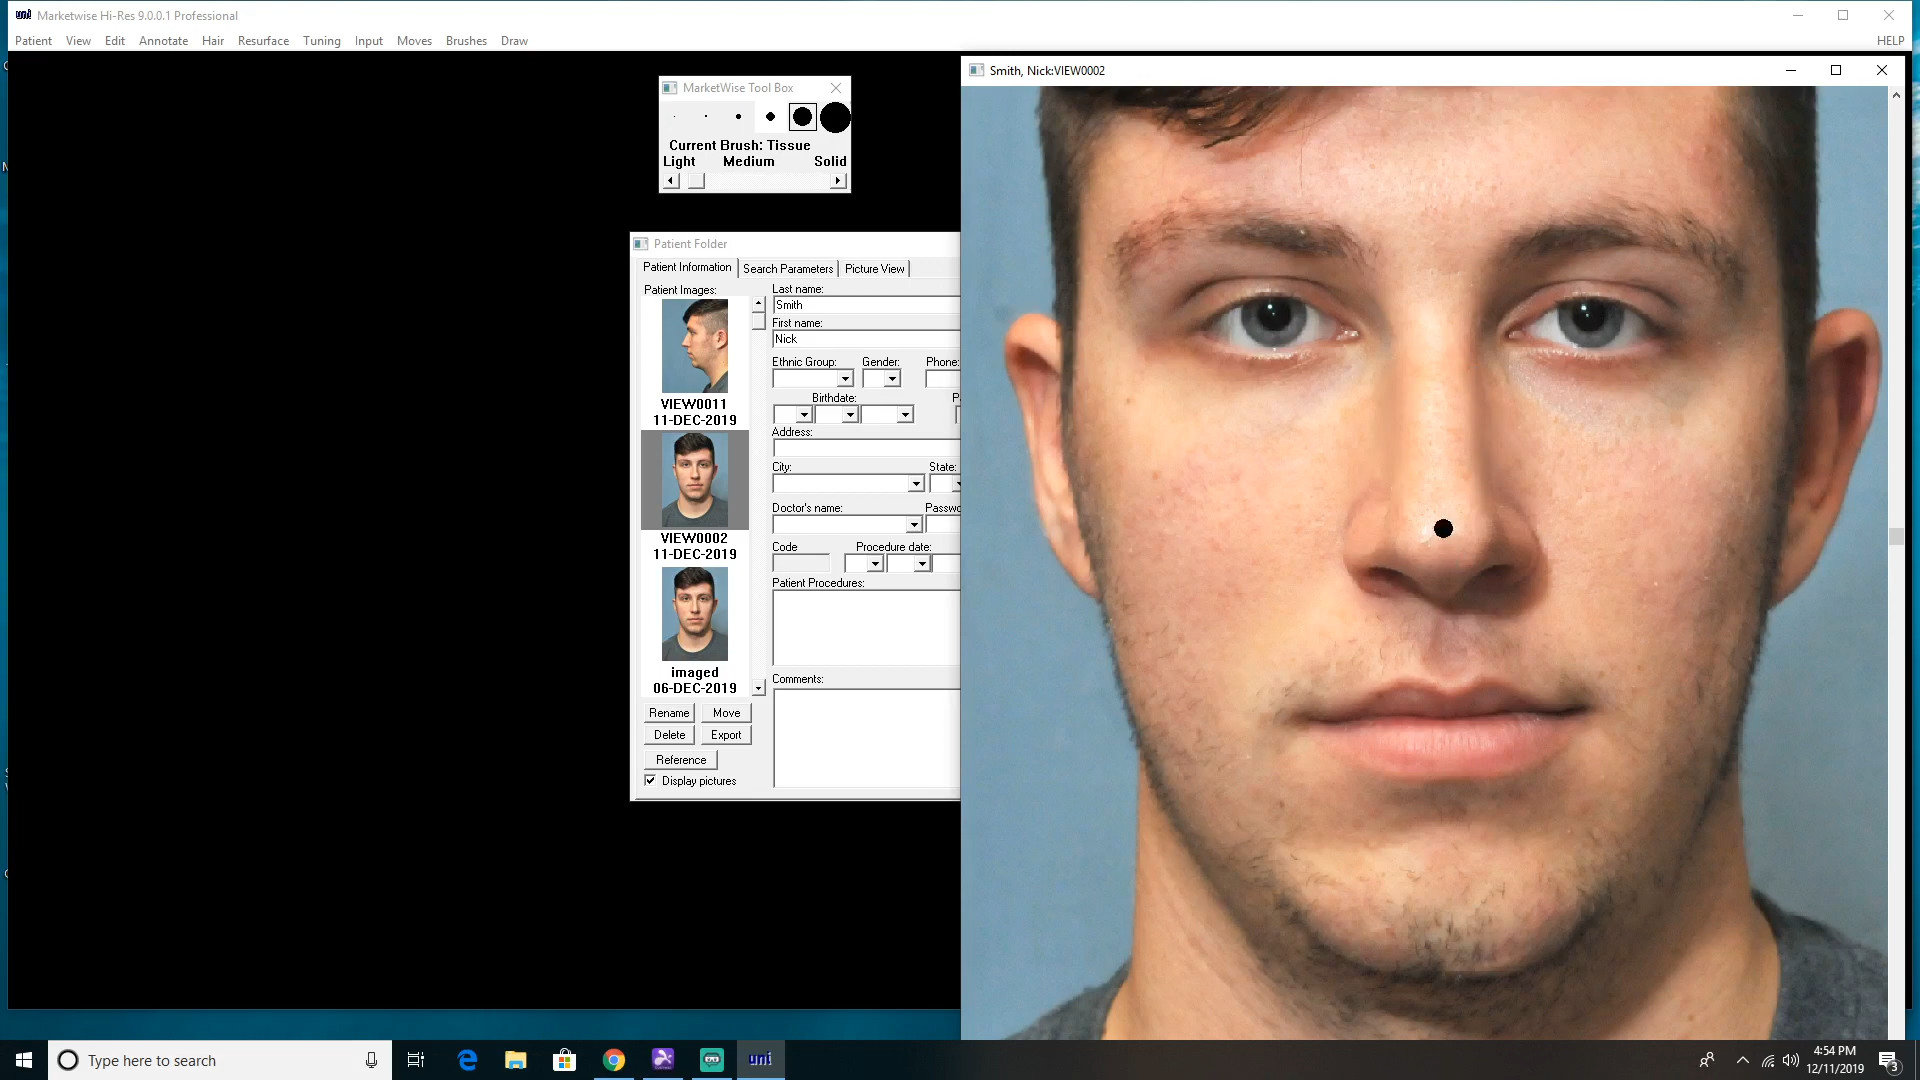 uni Marketwise Hi-Res 9.0.0.1 Professional
Patient View Edit Annotate Hair Resurface Tuning Input Moves Brushes Draw HELP
MarketWise Tool Box
Current Brush: Tissue
Light Medium Solid
Patient Folder
Patient Information Search Parameters Picture View
Patient Images:
VIEW0011
11-DEC-2019
VIEW0002
11-DEC-2019
imaged
06-DEC-2019
Rename Move
Delete Export
Reference
Display pictures
Last name:
Smith
First name:
Nick
Ethnic Group: Gender: Phone:
Birthdate: P
Address:
City: State:
Doctor's name: Passwo
Code Procedure date:
Patient Procedures:
Comments:
Smith, Nick:VIEW0002
Type here to search
uni
4:54 PM
12/11/2019
3